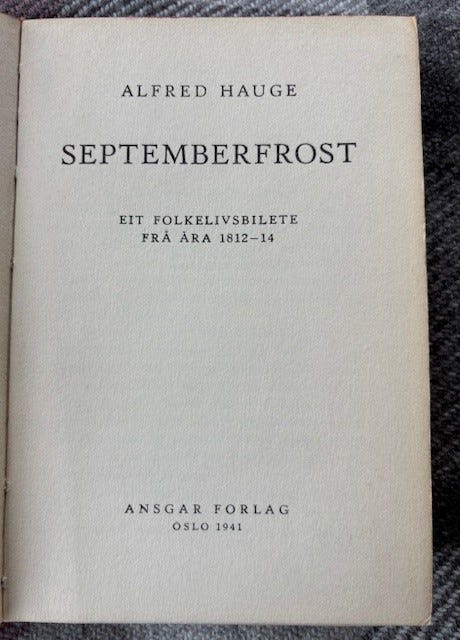 ALFRED HAUGE
SEPTEMBERFROST
EIT FOLKELIVSBILETE
FRÅ ÅRA 1812–14
ANSGAR FORLAG
OSLO 1941